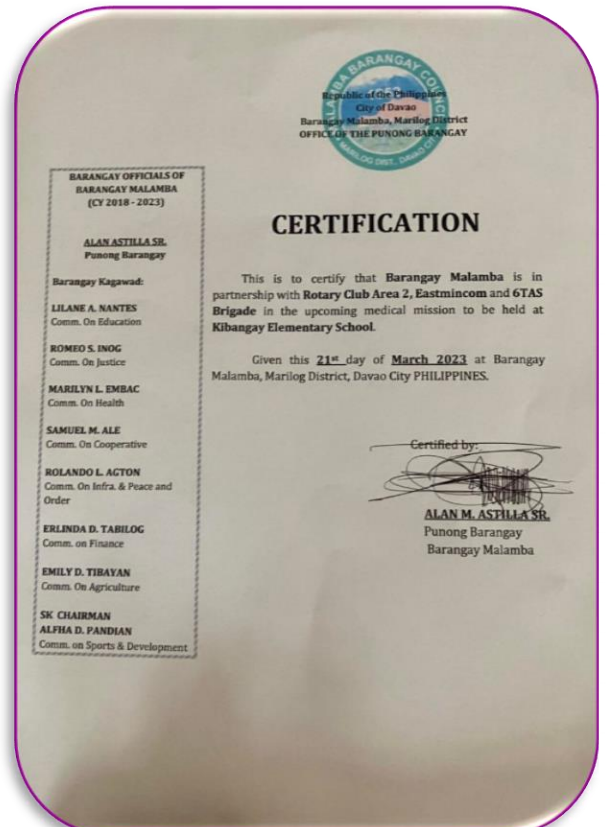 MALAMBA BARANGAY COUNCIL
Republic of the Philippines
City of Davao
Barangay Malamba, Marilog District
OFFICE OF THE PUNONG BARANGAY
MARILOG DIST., DAVAO CITY
BARANGAY OFFICIALS OF
BARANGAY MALAMBA
(CY 2018 - 2023)
ALAN ASTILLA SR.
Punong Barangay
Barangay Kagawad:
LILANE A. NANTES
Comm. On Education
ROMEO S. INOG
Comm. On Justice
MARILYN L. EMBAC
Comm. On Health
SAMUEL M. ALE
Comm. On Cooperative
ROLANDO L. AGTON
Comm. On Infra. & Peace and
Order
ERLINDA D. TABILOG
Comm. on Finance
EMILY D. TIBAYAN
Comm. On Agriculture
SK CHAIRMAN
ALFHA D. PANDIAN
Comm. on Sports & Development
CERTIFICATION
This is to certify that Barangay Malamba is in
partnership with Rotary Club Area 2, Eastmincom and 6TAS
Brigade in the upcoming medical mission to be held at
Kibangay Elementary School.
Given this 21st day of March 2023 at Barangay
Malamba, Marilog District, Davao City PHILIPPINES.
Certified by:
ALAN M. ASTILLA SR.
Punong Barangay
Barangay Malamba